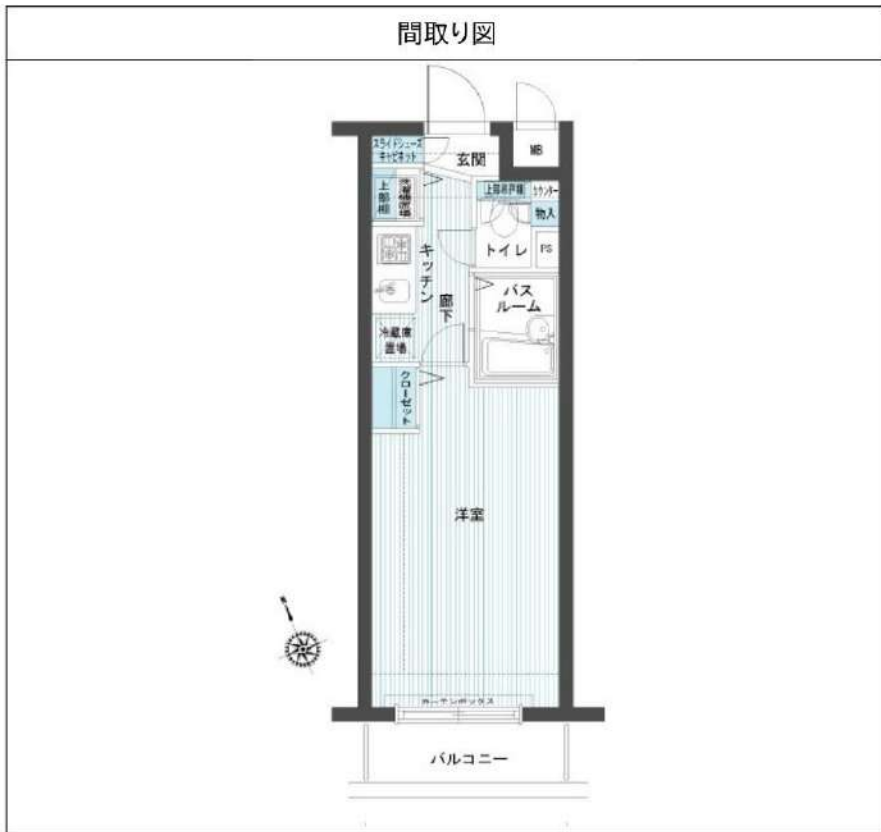 間取り図
スライドシューズ
キャビネット
玄関
MB
上部棚
洗濯機置場
上部吊戸棚
カウンター
物入
トイレ
PS
キッチン
廊下
バス
ルーム
冷蔵庫
置場
クローゼット
洋室
カーテンボックス
バルコニー